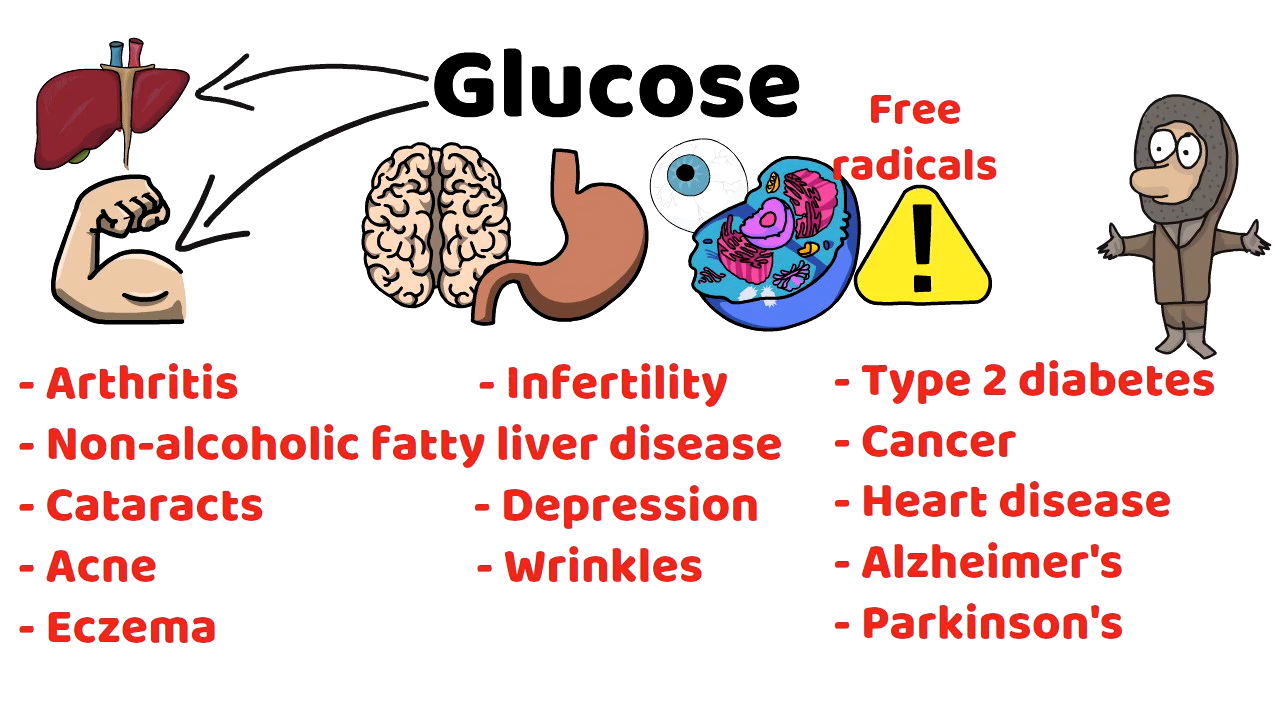 Glucose
Free
radicals
- Arthritis
- Non-alcoholic fatty liver disease
- Cataracts
- Acne
- Eczema
- Infertility
- Depression
- Wrinkles
- Type 2 diabetes
- Cancer
- Heart disease
- Alzheimer's
- Parkinson's